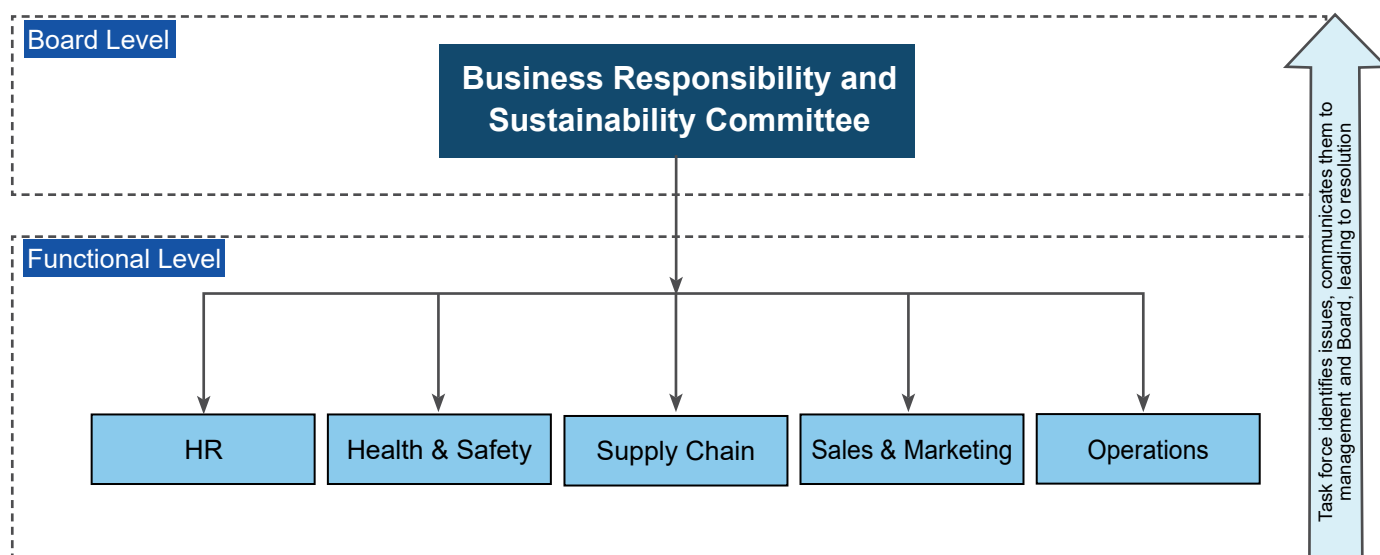 Board Level
Business Responsibility and
Sustainability Committee
Functional Level
HR
Health & Safety
Supply Chain
Sales & Marketing
Operations
Task force identifies issues, communicates them to
management and Board, leading to resolution